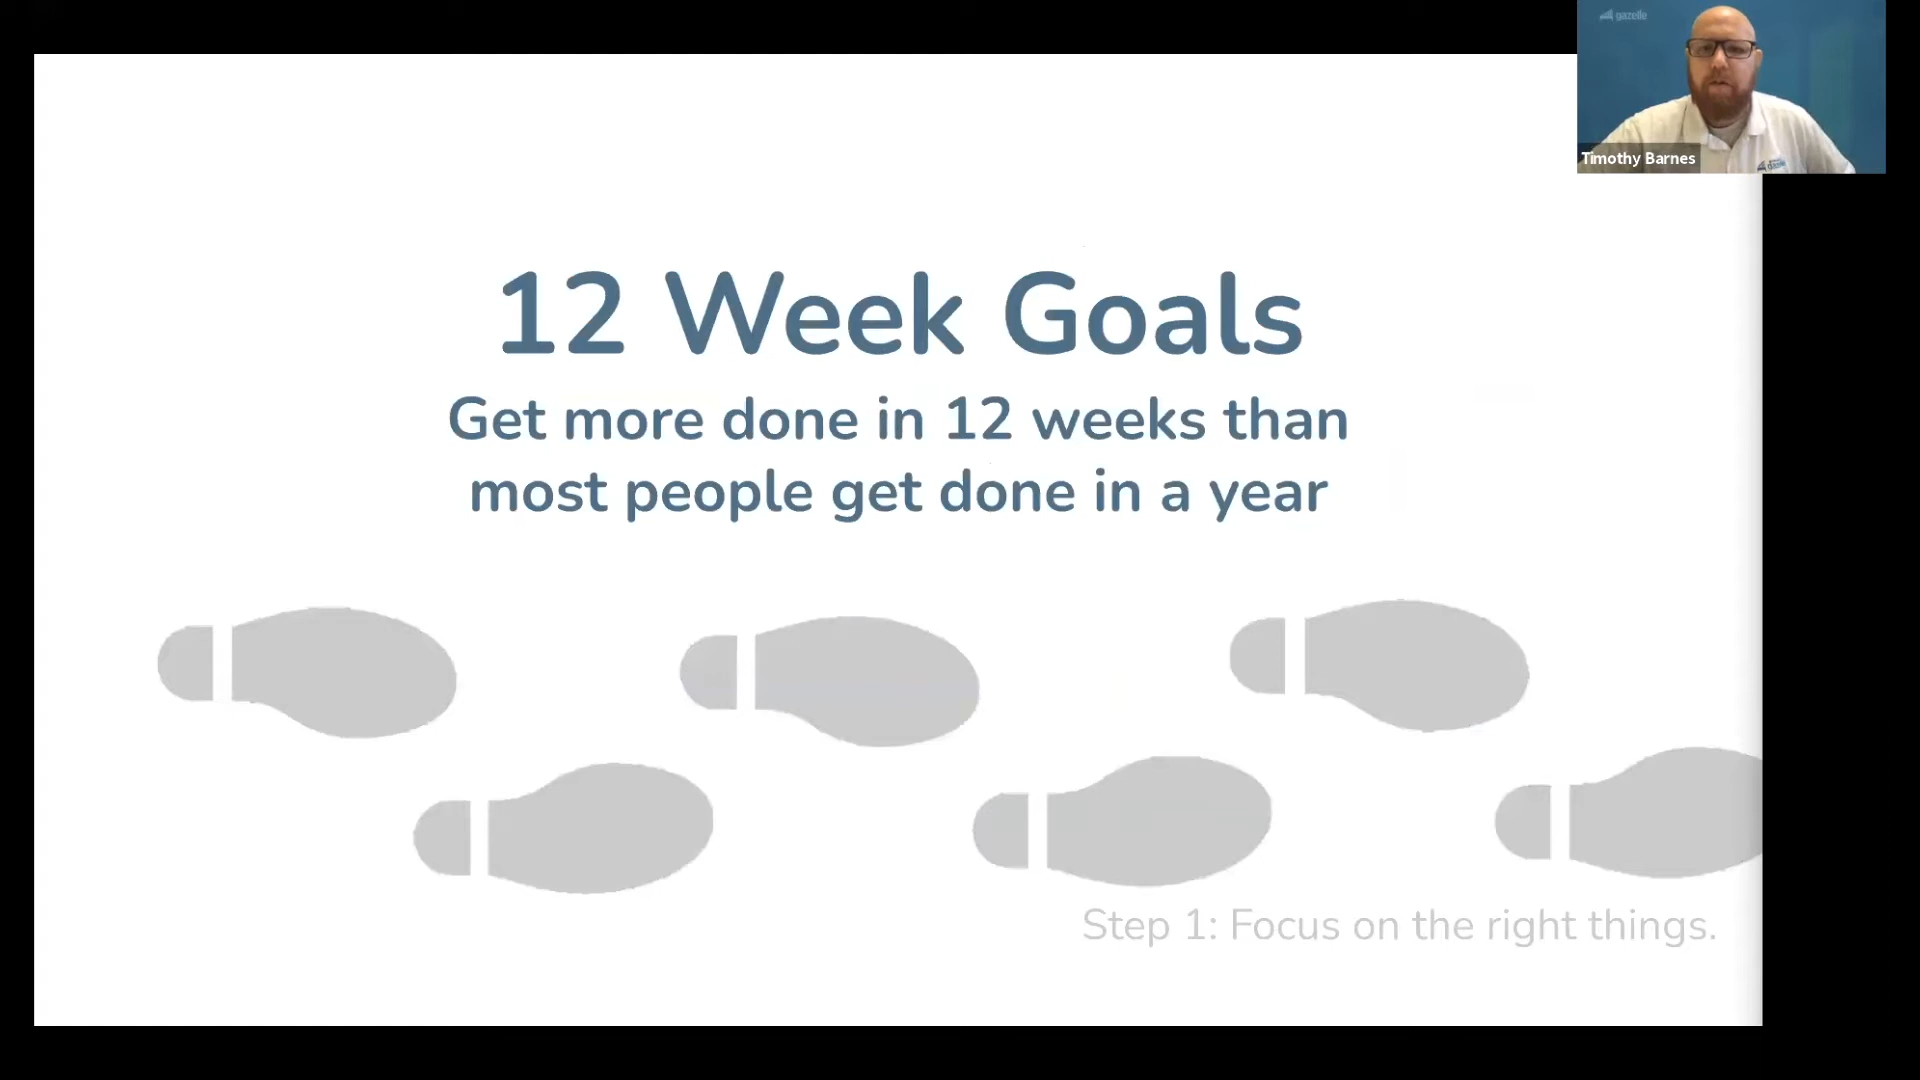 gazelle
Timothy Barnes
12 Week Goals
Get more done in 12 weeks than
most people get done in a year
Step 1: Focus on the right things.